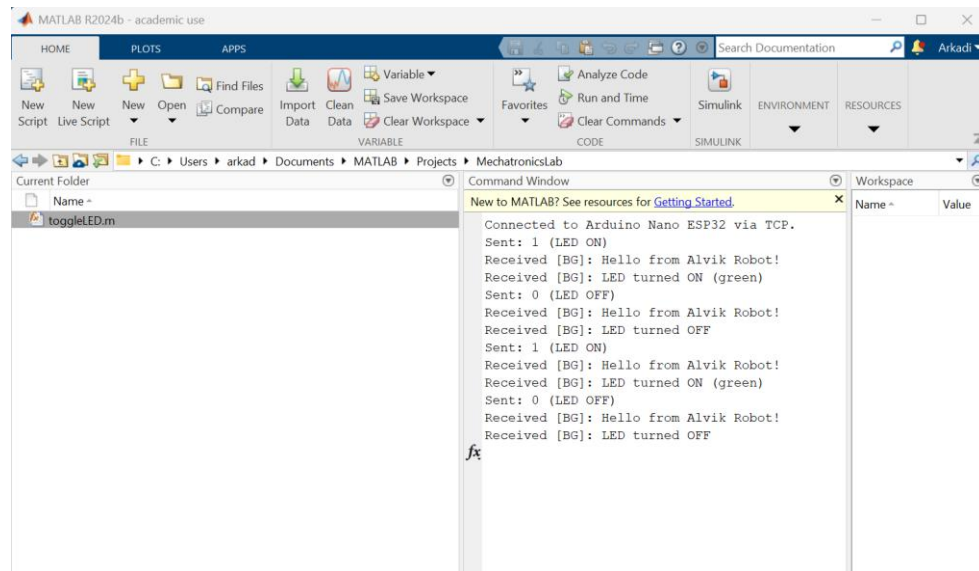 MATLAB R2024b - academic use
HOME PLOTS APPS Search Documentation Arkadi
New Script
New Live Script
New
Open
Find Files
Compare
FILE
Import Data
Clean Data
Variable
Save Workspace
Clear Workspace
VARIABLE
Favorites
Analyze Code
Run and Time
Clear Commands
CODE
Simulink
SIMULINK
ENVIRONMENT
RESOURCES
C: Users arkad Documents MATLAB Projects MechatronicsLab
Current Folder
Name
toggleLED.m
Command Window
New to MATLAB? See resources for Getting Started.
Connected to Arduino Nano ESP32 via TCP.
Sent: 1 (LED ON)
Received [BG]: Hello from Alvik Robot!
Received [BG]: LED turned ON (green)
Sent: 0 (LED OFF)
Received [BG]: Hello from Alvik Robot!
Received [BG]: LED turned OFF
Sent: 1 (LED ON)
Received [BG]: Hello from Alvik Robot!
Received [BG]: LED turned ON (green)
Sent: 0 (LED OFF)
Received [BG]: Hello from Alvik Robot!
Received [BG]: LED turned OFF
fx
Workspace
Name Value